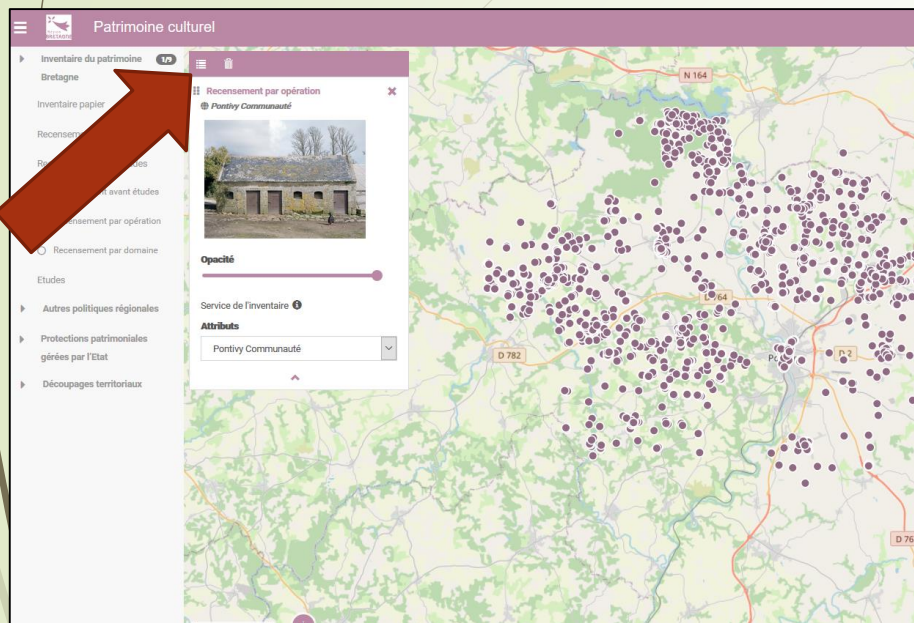 Patrimoine culturel
BRETAGNE
Inventaire du patrimoine 1/9
Bretagne
Inventaire papier
études
avant études
recensement par opération
Recensement par domaine
Etudes
Autres politiques régionales
Protections patrimoniales
gérées par l'Etat
Découpages territoriaux
Recensement par opération
Pontivy Communauté
Opacité
Service de l'inventaire
Attributs
Pontivy Communauté
N 164
D 782
D 2
D 76